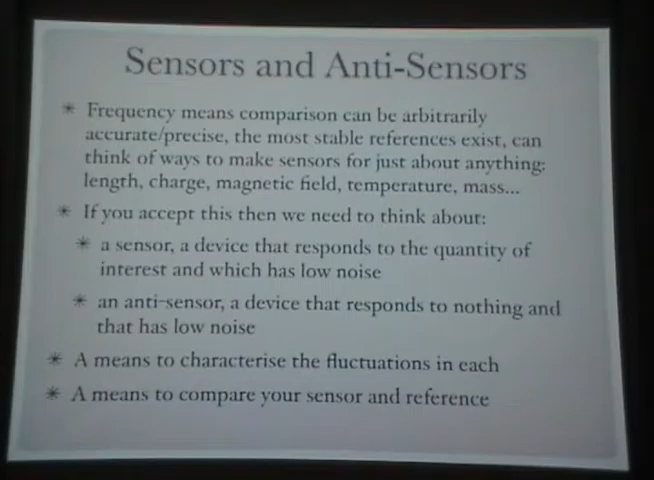 Sensors and Anti-Sensors
* Frequency means comparison can be arbitrarily
accurate/precise, the most stable references exist, can
think of ways to make sensors for just about anything:
length, charge, magnetic field, temperature, mass...
* If you accept this then we need to think about:
* a sensor, a device that responds to the quantity of
interest and which has low noise
* an anti-sensor, a device that responds to nothing and
that has low noise
* A means to characterise the fluctuations in each
* A means to compare your sensor and reference